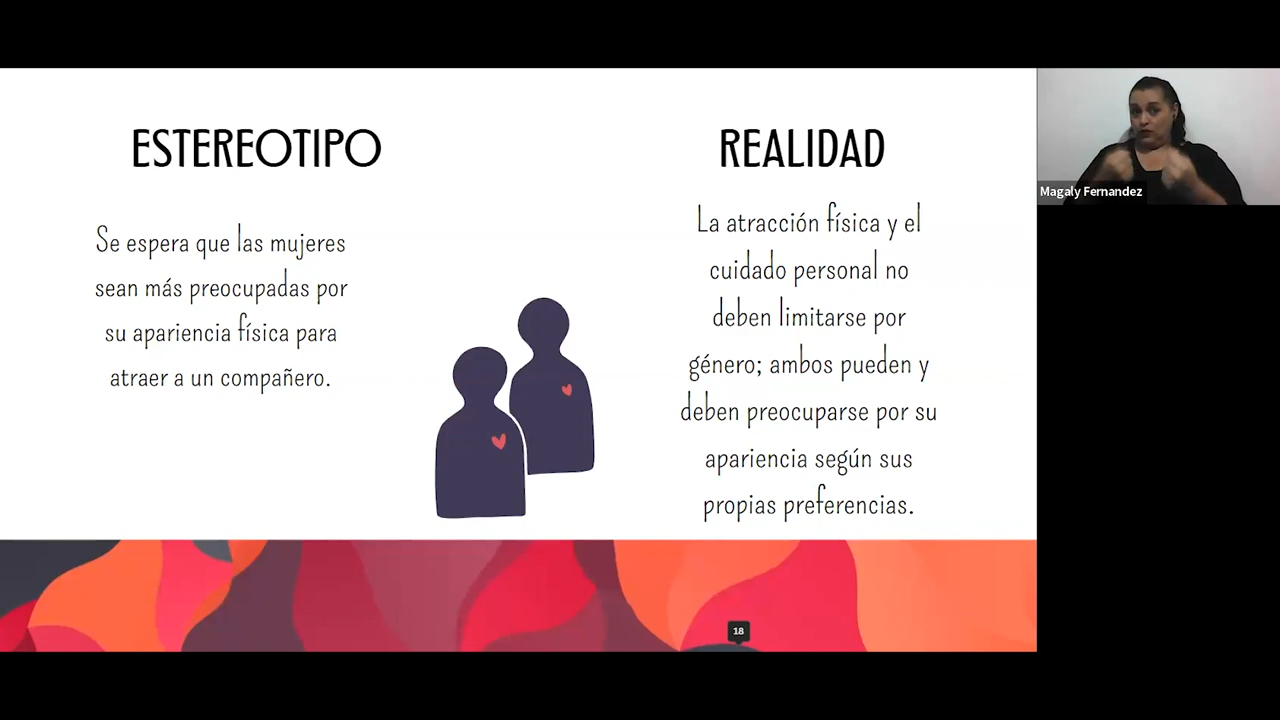 ESTEREOTIPO
Se espera que las mujeres
sean más preocupadas por
su apariencia física para
atraer a un compañero.
REALIDAD
La atracción física y el
cuidado personal no
deben limitarse por
género; ambos pueden y
deben preocuparse por su
apariencia según sus
propias preferencias.
Magaly Fernandez
18